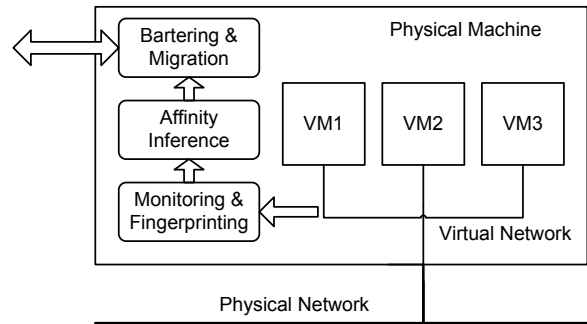 Bartering &
Migration
Physical Machine
Affinity
Inference
VM1
VM2
VM3
Monitoring &
Fingerprinting
Virtual Network
Physical Network